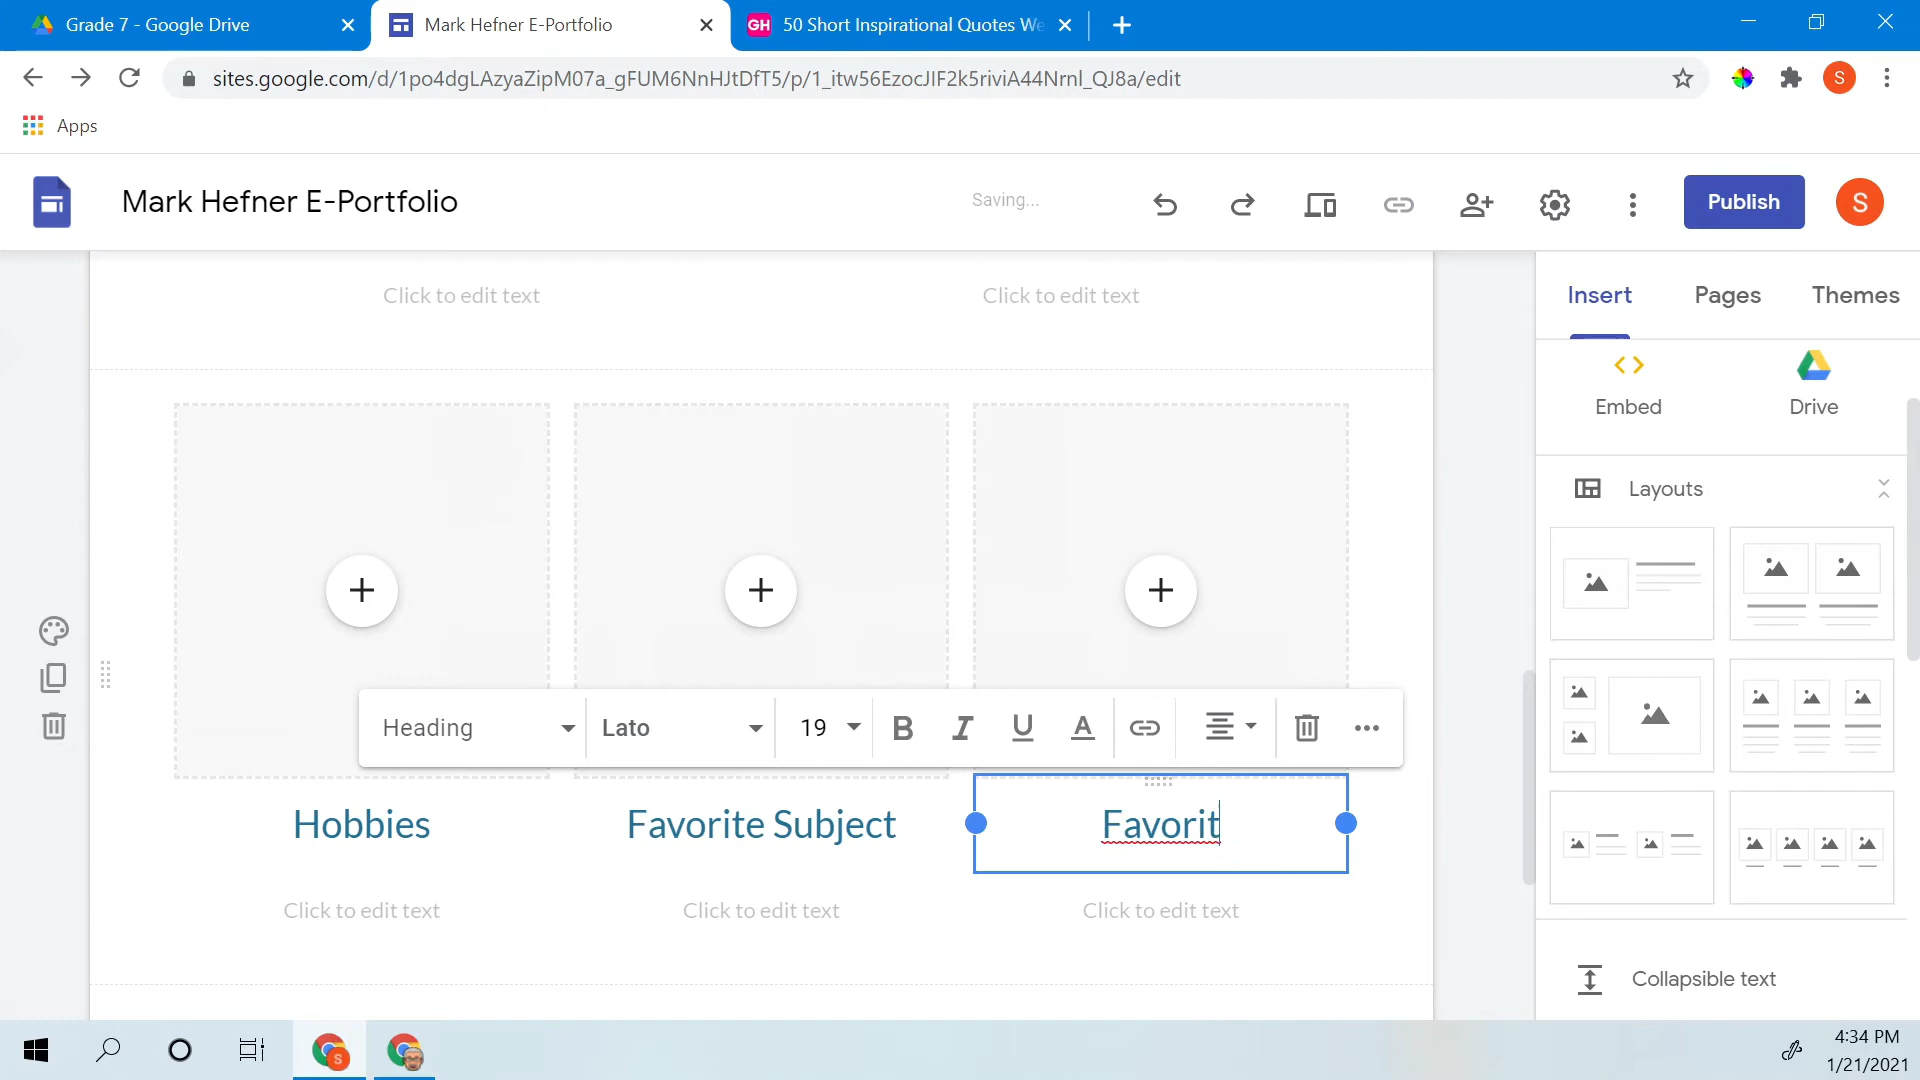 Grade 7 - Google Drive
Mark Hefner E-Portfolio
GH 50 Short Inspirational Quotes We
sites.google.com/d/1po4dgLAzyaZipM07a_gFUM6NnHJtDfT5/p/1_itw56EzocJIF2k5riviA44Nrnl_QJ8a/edit
S
Apps
Mark Hefner E-Portfolio
Saving...
Publish
S
Click to edit text
Click to edit text
Insert
Pages
Themes
Embed
Drive
Layouts
Heading
Lato
19
B
I
U
A
Hobbies
Favorite Subject
Favorit
Click to edit text
Click to edit text
Click to edit text
Collapsible text
S
4:34 PM
1/21/2021